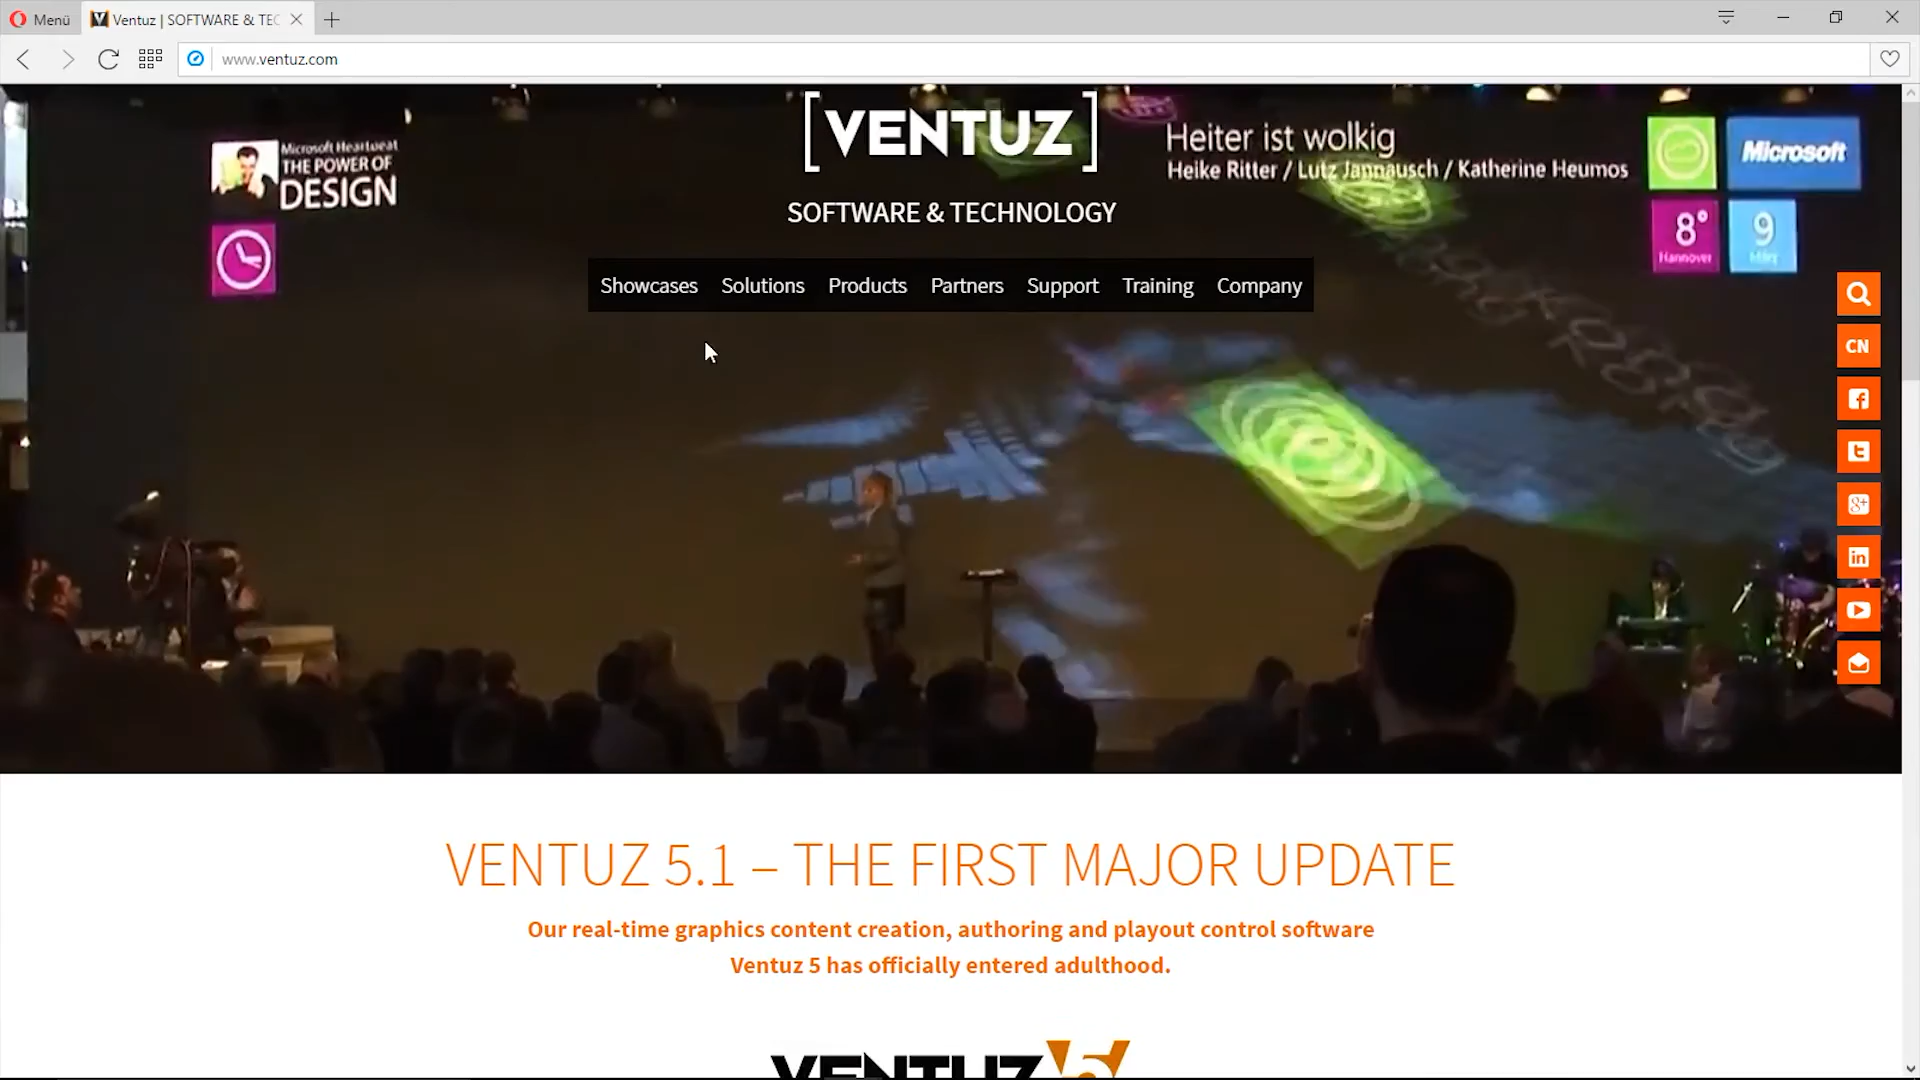 Menü
Ventuz | SOFTWARE & TEC
www.ventuz.com
Microsoft Heartbeat
THE POWER OF
DESIGN
[VENTUZ]
SOFTWARE & TECHNOLOGY
Heiter ist wolkig
Heike Ritter / Lutz Jannausch / Katherine Heumos
Microsoft
8°
Hannover
9
März
Showcases Solutions Products Partners Support Training Company
CN
VENTUZ 5.1 – THE FIRST MAJOR UPDATE
Our real-time graphics content creation, authoring and playout control software
Ventuz 5 has officially entered adulthood.
VENTUZ 5